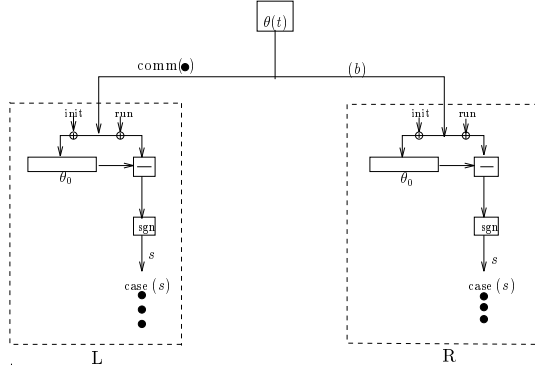 θ(t)
comm(●) (b)
init run init run
θ0 — θ0 —
sgn sgn
s s
case (s) case (s)
L R